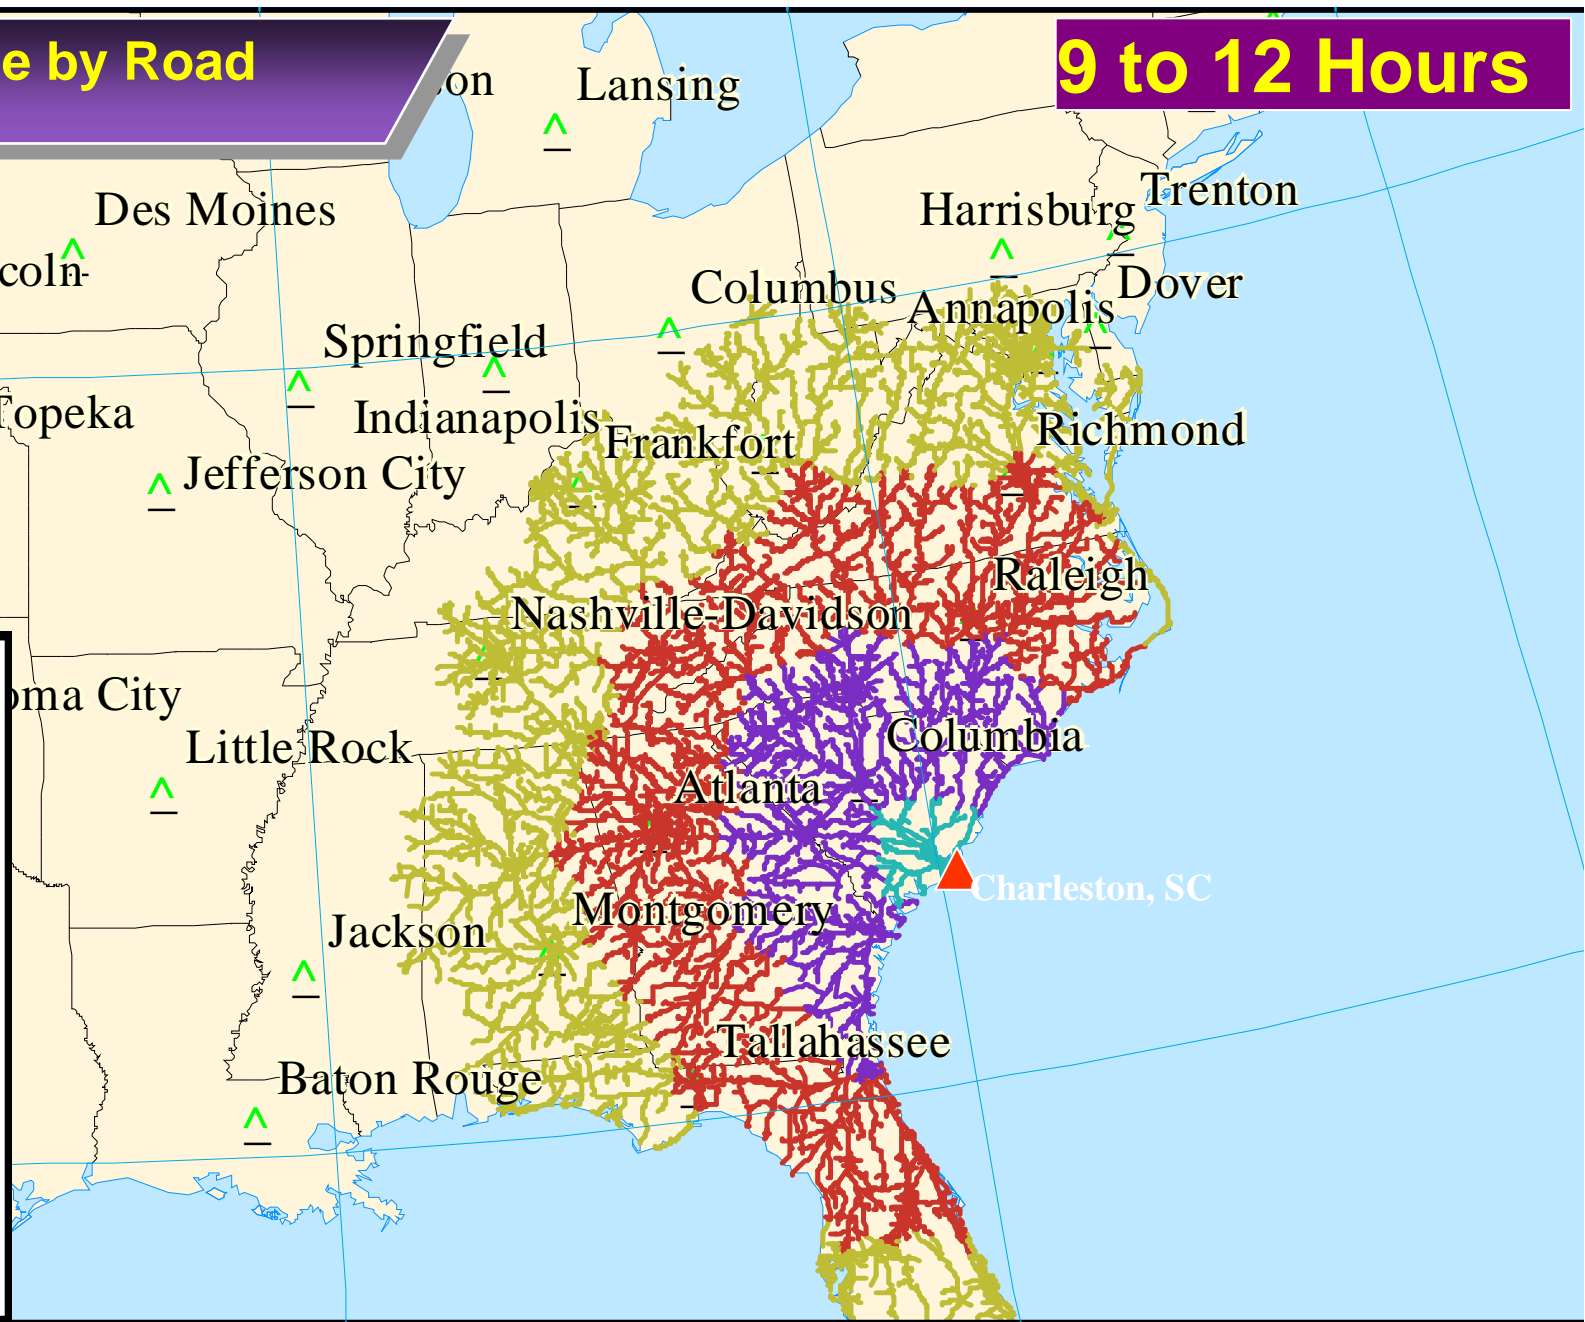 e by Road
9 to 12 Hours
on
Lansing
Des Moines
Harrisburg
Trenton
coln
Columbus
Annapolis
Dover
Springfield
Topeka
Indianapolis
Frankfort
Richmond
Jefferson City
Raleigh
Nashville-Davidson
oma City
Little Rock
Columbia
Atlanta
Charleston, SC
Jackson
Montgomery
Tallahassee
Baton Rouge